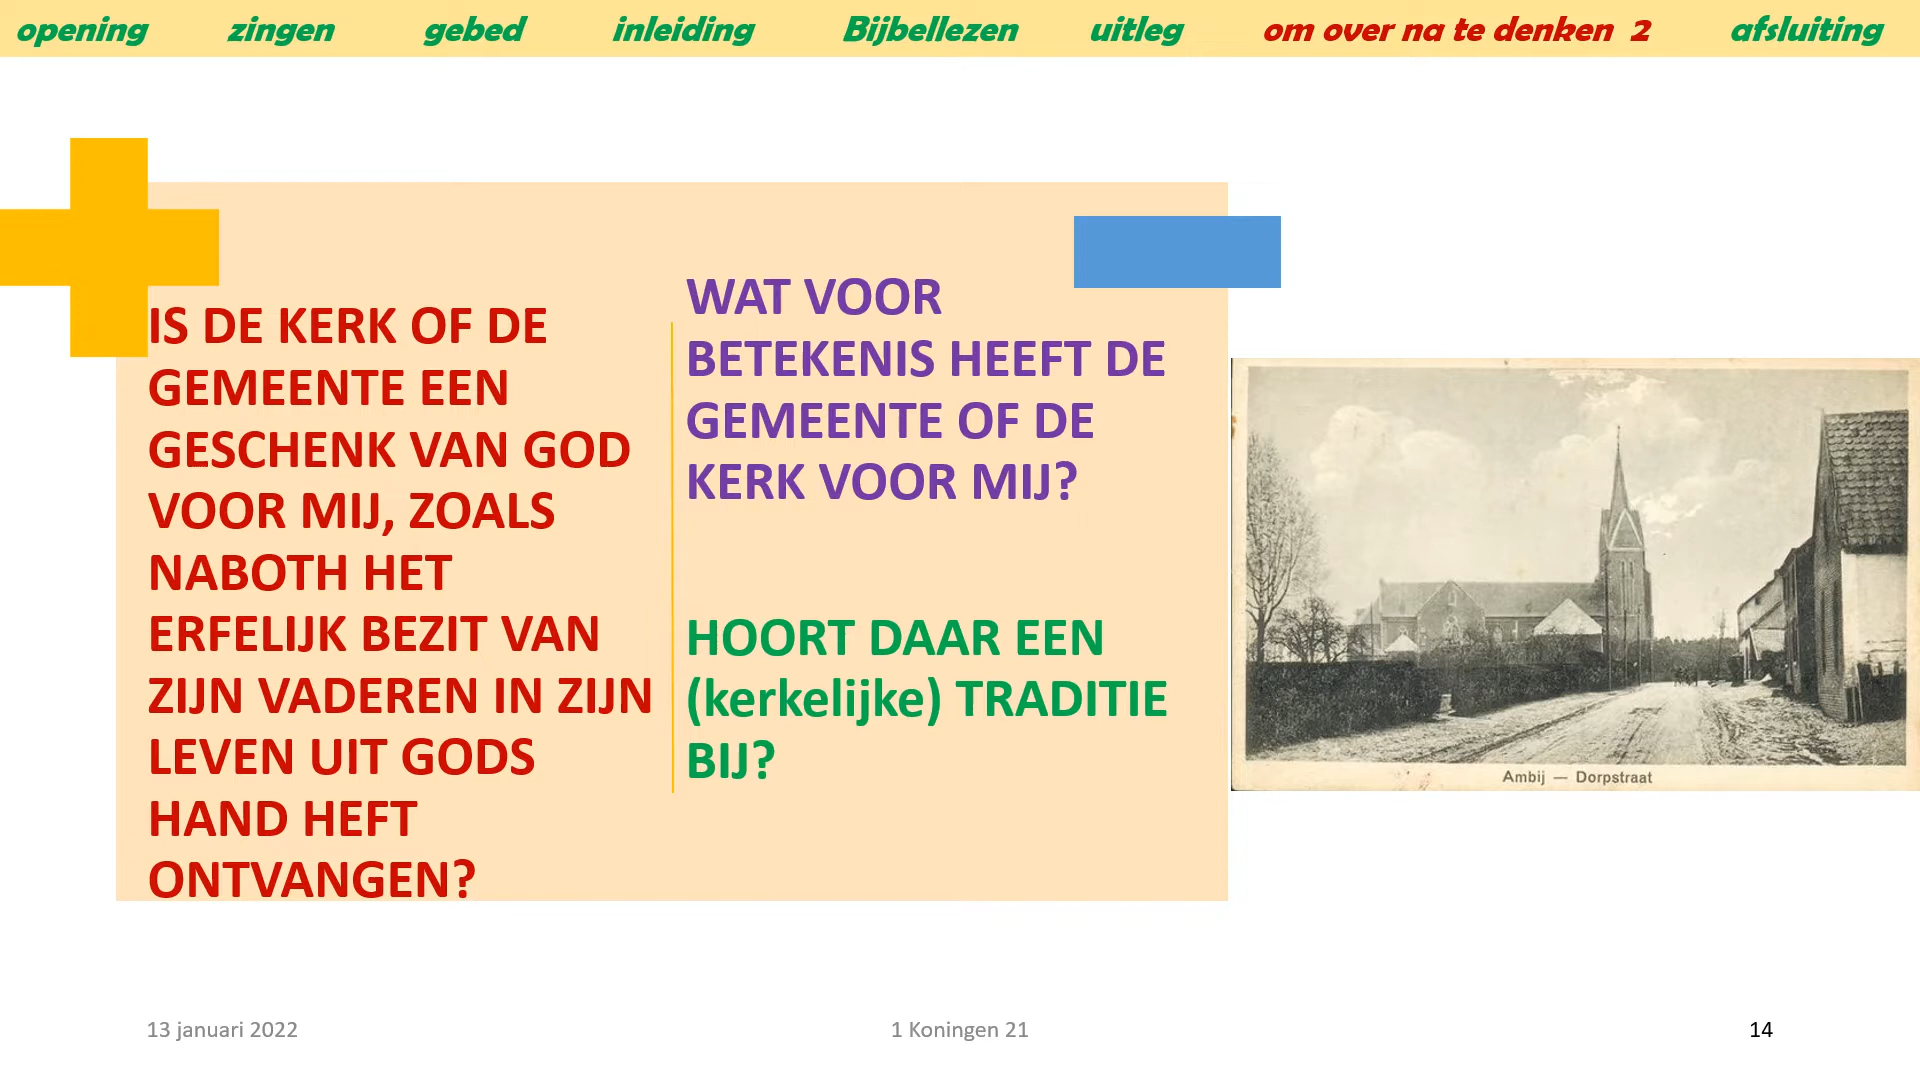 opening zingen gebed inleiding Bijbellezen uitleg om over na te denken 2 afsluiting
IS DE KERK OF DE
GEMEENTE EEN
GESCHENK VAN GOD
VOOR MIJ, ZOALS
NABOTH HET
ERFELIJK BEZIT VAN
ZIJN VADEREN IN ZIJN
LEVEN UIT GODS
HAND HEFT
ONTVANGEN?
WAT VOOR
BETEKENIS HEEFT DE
GEMEENTE OF DE
KERK VOOR MIJ?
HOORT DAAR EEN
(kerkelijke) TRADITIE
BIJ?
Ambij — Dorpstraat
13 januari 2022
1 Koningen 21
14